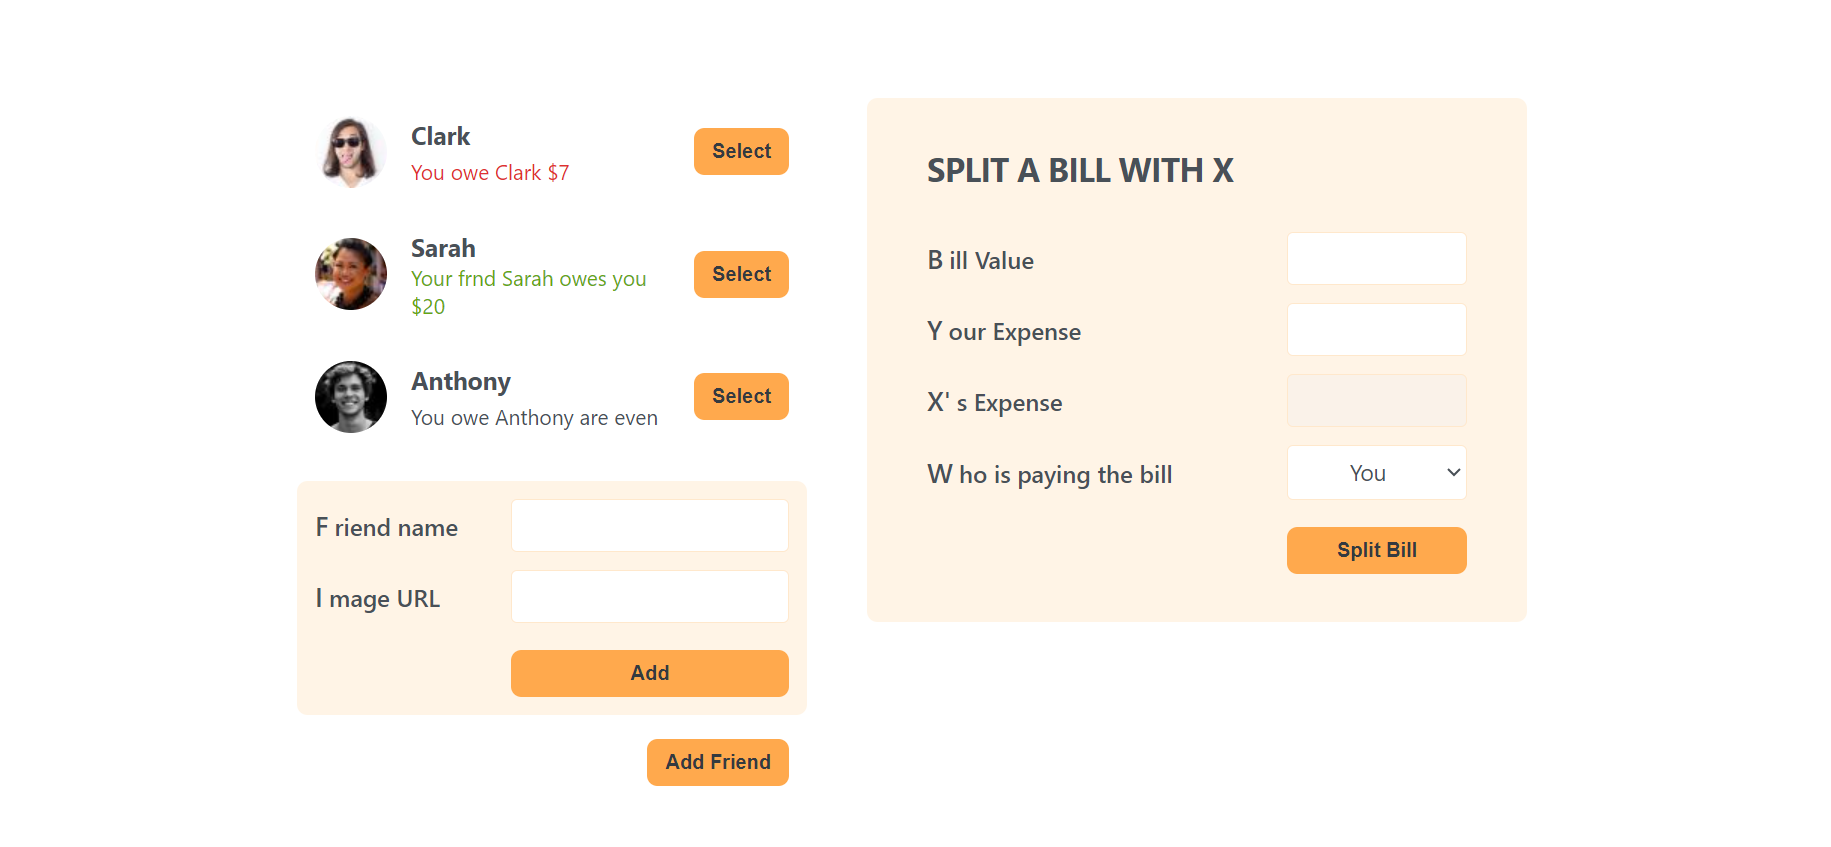 Clark
You owe Clark $7
Select
Sarah
Your frnd Sarah owes you
$20
Select
Anthony
You owe Anthony are even
Select
F riend name
I mage URL
Add
Add Friend
SPLIT A BILL WITH X
B ill Value
Y our Expense
X' s Expense
W ho is paying the bill
You
Split Bill